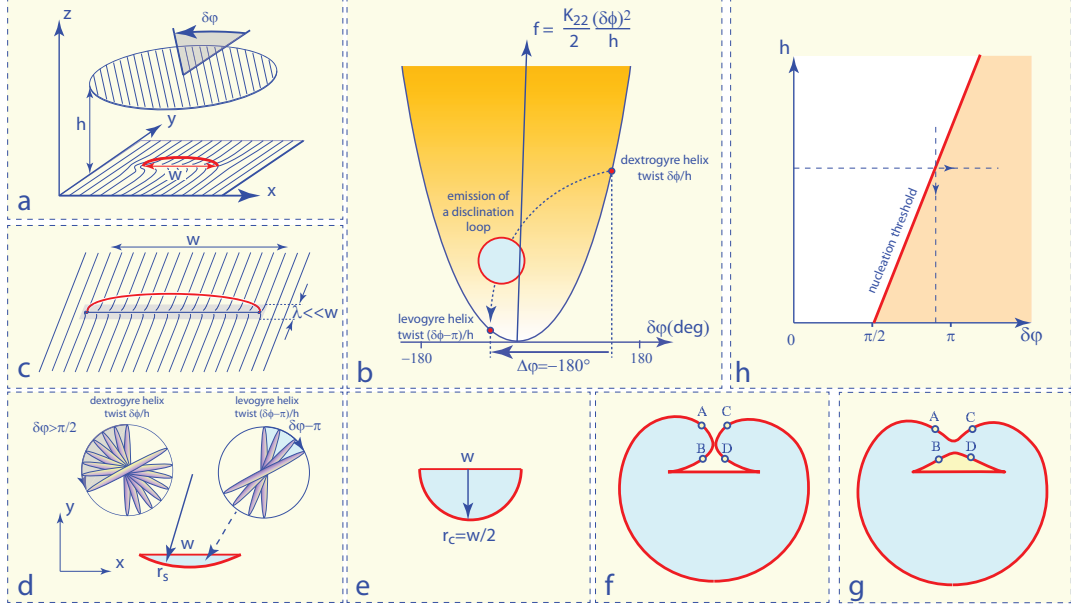 z
δφ
h
y
w
x
a
w
λ<<w
c
f = K22/2 (δϕ)²/h
dextrogyre helix
twist δϕ/h
emission of
a disclination
loop
levogyre helix
twist (δϕ−π)/h
δφ(deg)
−180
180
Δφ=−180°
b
h
nucleation threshold
0
π/2
π
δφ
h
dextrogyre helix
twist δϕ/h
levogyre helix
twist (δϕ−π)/h
δφ>π/2
δφ−π
y
x
w
rs
d
w
rc=w/2
e
A
C
B
D
f
A
C
B
D
g